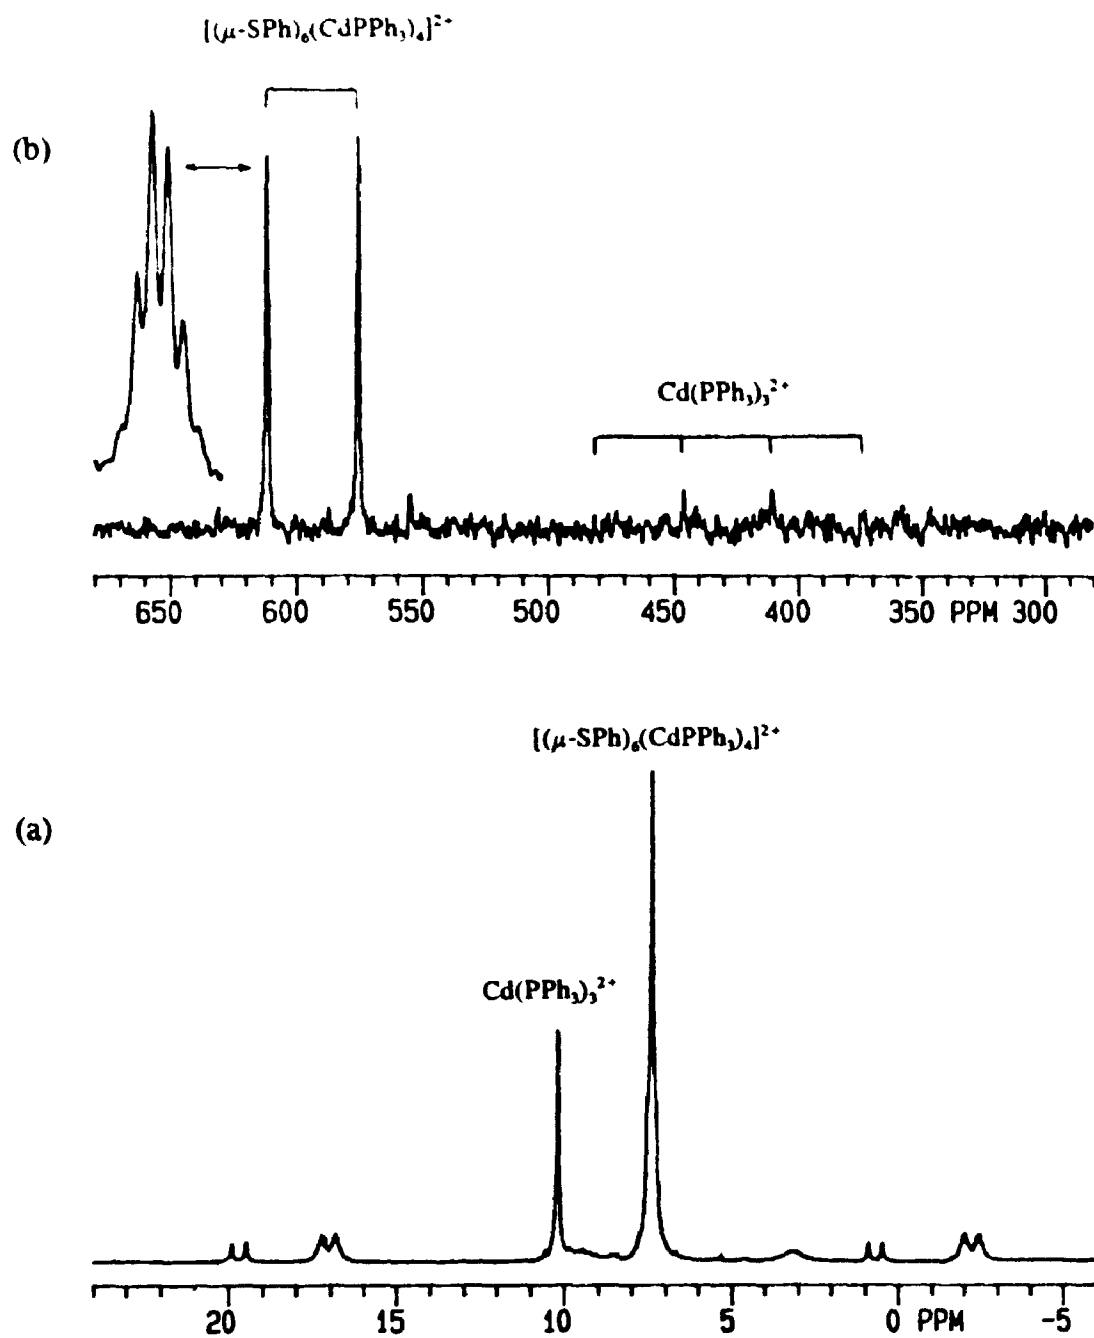 [(μ-SPh)₆(CdPPh₃)₄]²⁺
(b)
Cd(PPh₃)₃²⁺
650 600 550 500 450 400 350 PPM 300
[(μ-SPh)₆(CdPPh₃)₄]²⁺
(a)
Cd(PPh₃)₃²⁺
20 15 10 5 0 PPM -5